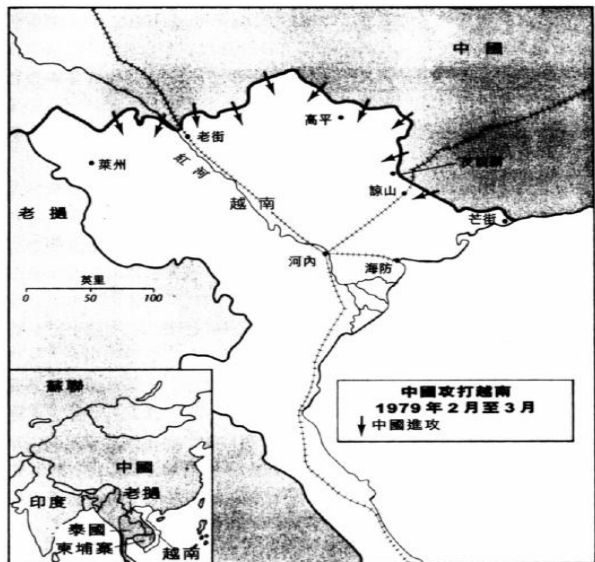 中國
高平
老街
萊州
紅河
諒山
越南
老撾
芒街
河內
海防
英里
0 50 100
中國攻打越南
1979年2月至3月
中國進攻
蘇聯
中國
老撾
印度
泰國
柬埔寨
越南